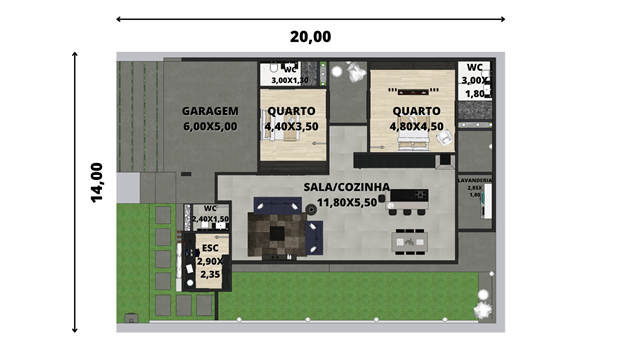 20,00
14,00
GARAGEM
6,00X5,00
WC
3,00X1,30
QUARTO
4,40X3,50
QUARTO
4,80X4,50
WC
3,00X
1,80
SALA/COZINHA
11,80X5,50
LAVANDERIA
2,85X
1,80
WC
2,40X1,50
ESC
2,90X
2,35